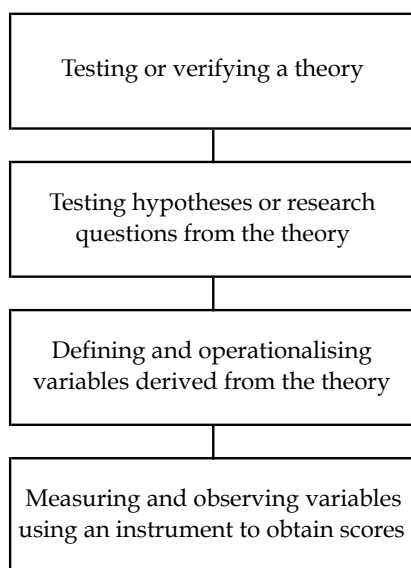 Testing or verifying a theory
Testing hypotheses or research
questions from the theory
Defining and operationalising
variables derived from the theory
Measuring and observing variables
using an instrument to obtain scores